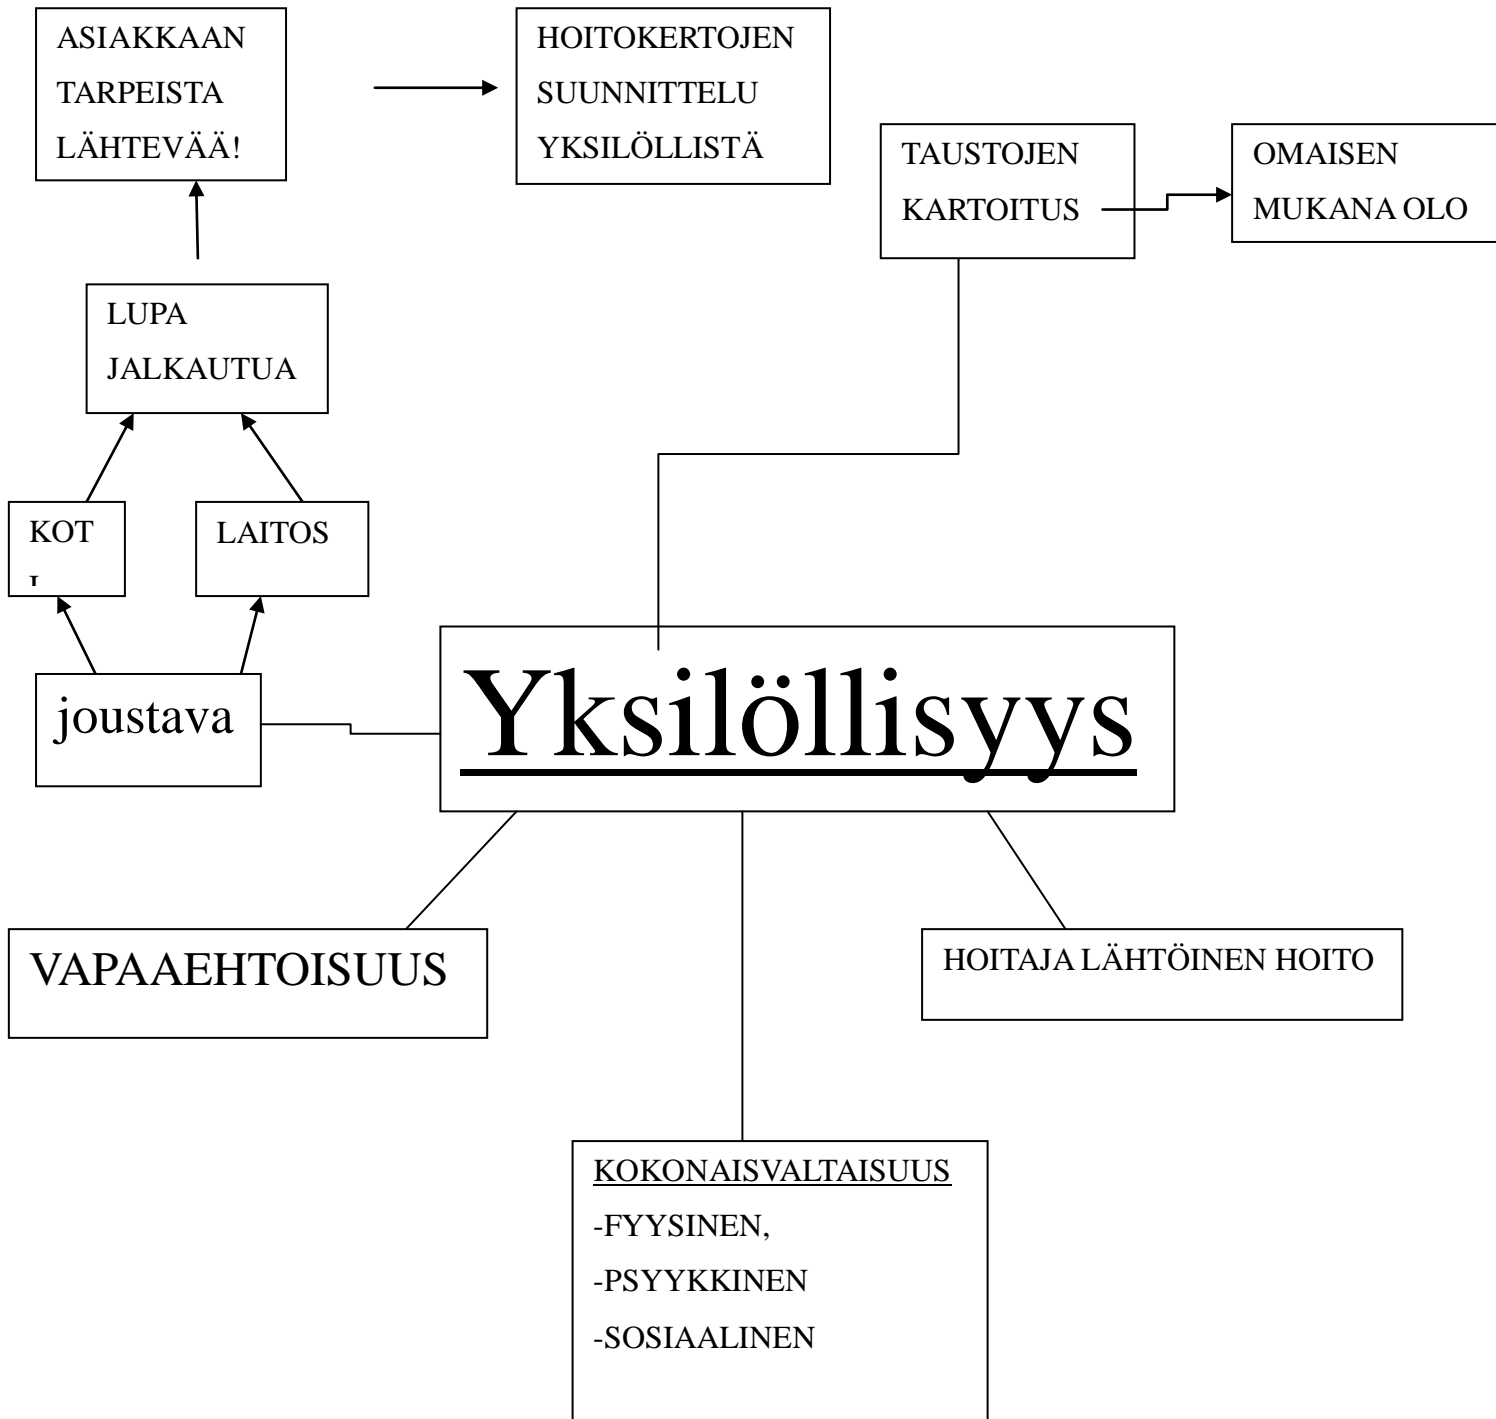 ASIAKKAAN
TARPEISTA
LÄHTEVÄÄ!
HOITOKERTOJEN
SUUNNITTELU
YKSILÖLLISTÄ
TAUSTOJEN
KARTOITUS
OMAISEN
MUKANA OLO
LUPA
JALKAUTUA
KOT
I
LAITOS
joustava
Yksilöllisyys
VAPAAEHTOISUUS
HOITAJA LÄHTÖINEN HOITO
KOKONAISVALTAISUUS
-FYYSINEN,
-PSYYKKINEN
-SOSIAALINEN